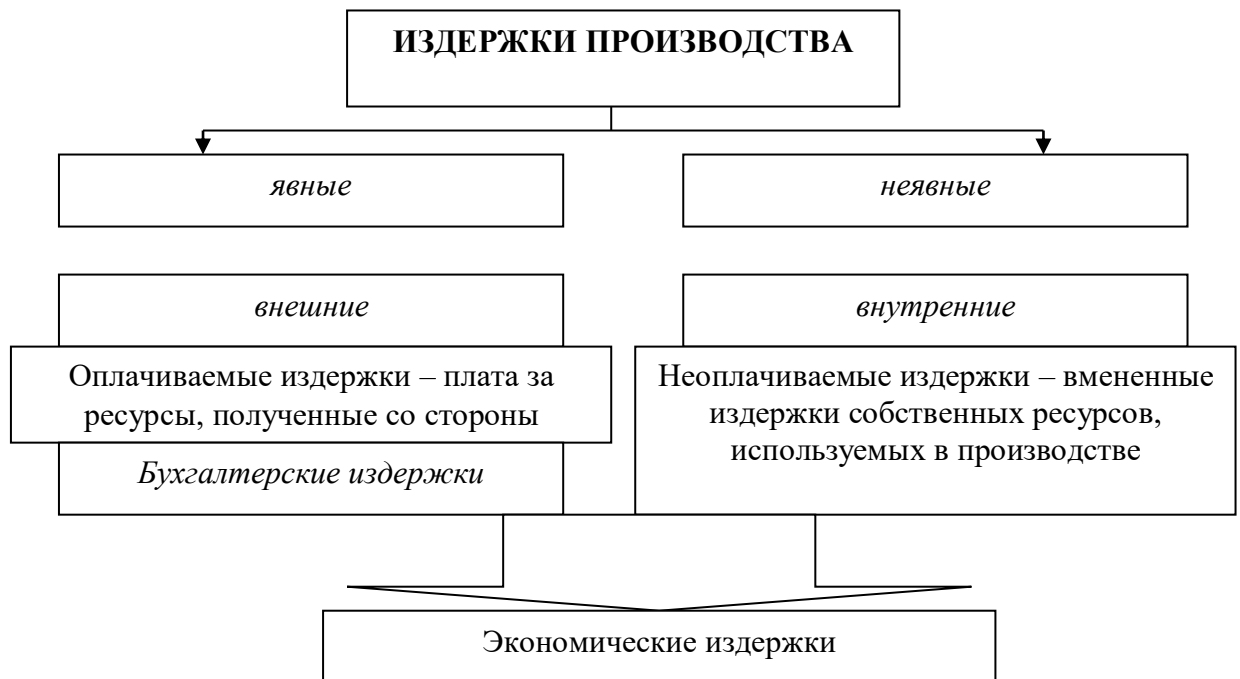 ИЗДЕРЖКИ ПРОИЗВОДСТВА
явные
неявные
внешние
внутренние
Оплачиваемые издержки – плата за
ресурсы, полученные со стороны
Неоплачиваемые издержки – вмененные
издержки собственных ресурсов,
используемых в производстве
Бухгалтерские издержки
Экономические издержки